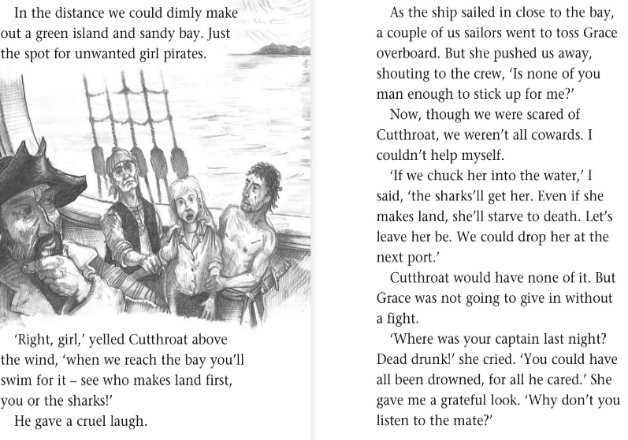 In the distance we could dimly make
out a green island and sandy bay. Just
the spot for unwanted girl pirates.
‘Right, girl,’ yelled Cutthroat above
the wind, ‘when we reach the bay you’ll
swim for it – see who makes land first,
you or the sharks!’
He gave a cruel laugh.
As the ship sailed in close to the bay,
a couple of us sailors went to toss Grace
overboard. But she pushed us away,
shouting to the crew, ‘Is none of you
man enough to stick up for me?’
Now, though we were scared of
Cutthroat, we weren’t all cowards. I
couldn’t help myself.
‘If we chuck her into the water,’ I
said, ‘the sharks’ll get her. Even if she
makes land, she’ll starve to death. Let’s
leave her be. We could drop her at the
next port.’
Cutthroat would have none of it. But
Grace was not going to give in without
a fight.
‘Where was your captain last night?
Dead drunk!’ she cried. ‘You could have
all been drowned, for all he cared.’ She
gave me a grateful look. ‘Why don’t you
listen to the mate?’